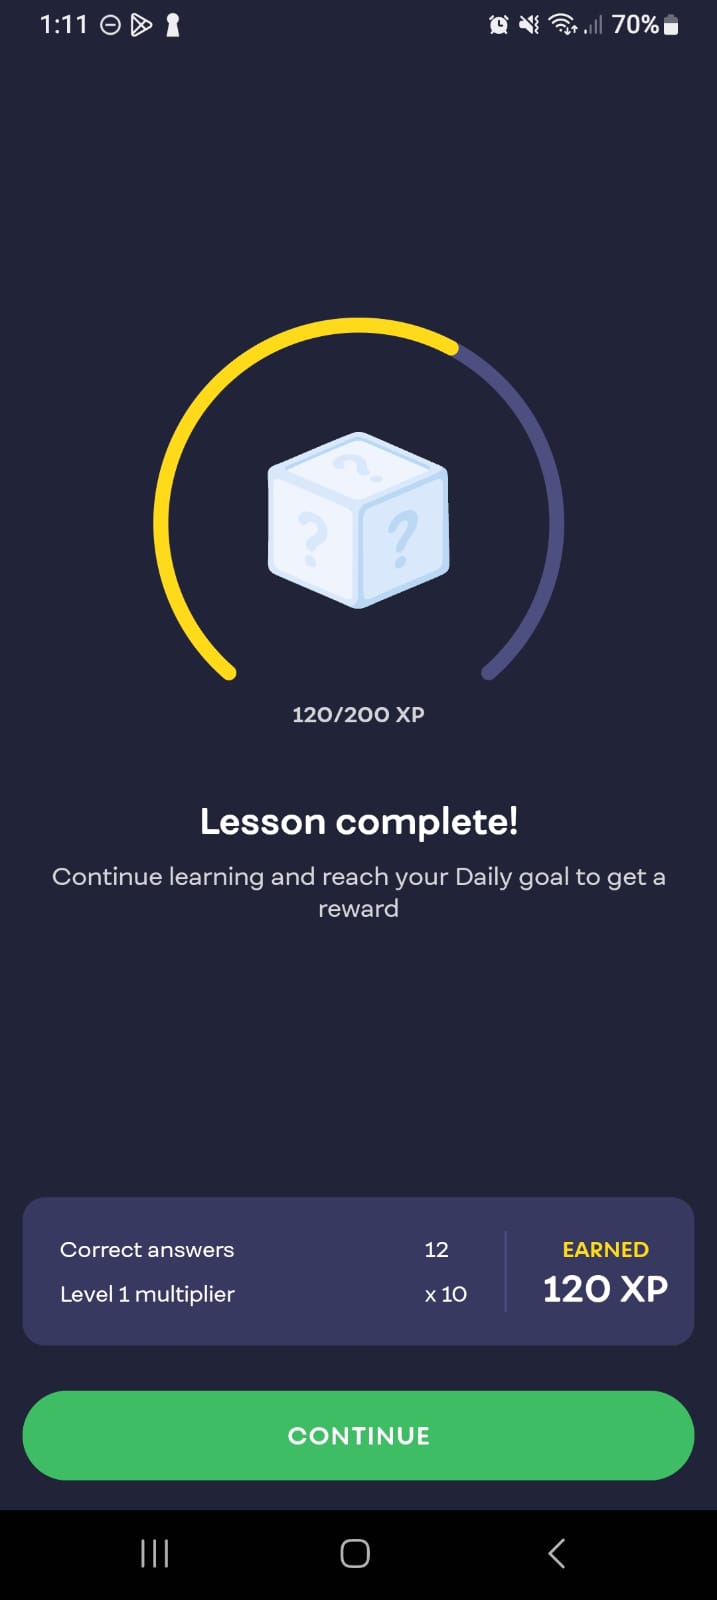 1:11
70%
?
?
?
120/200 XP
Lesson complete!
Continue learning and reach your Daily goal to get a
reward
Correct answers 12
Level 1 multiplier x 10
EARNED
120 XP
CONTINUE